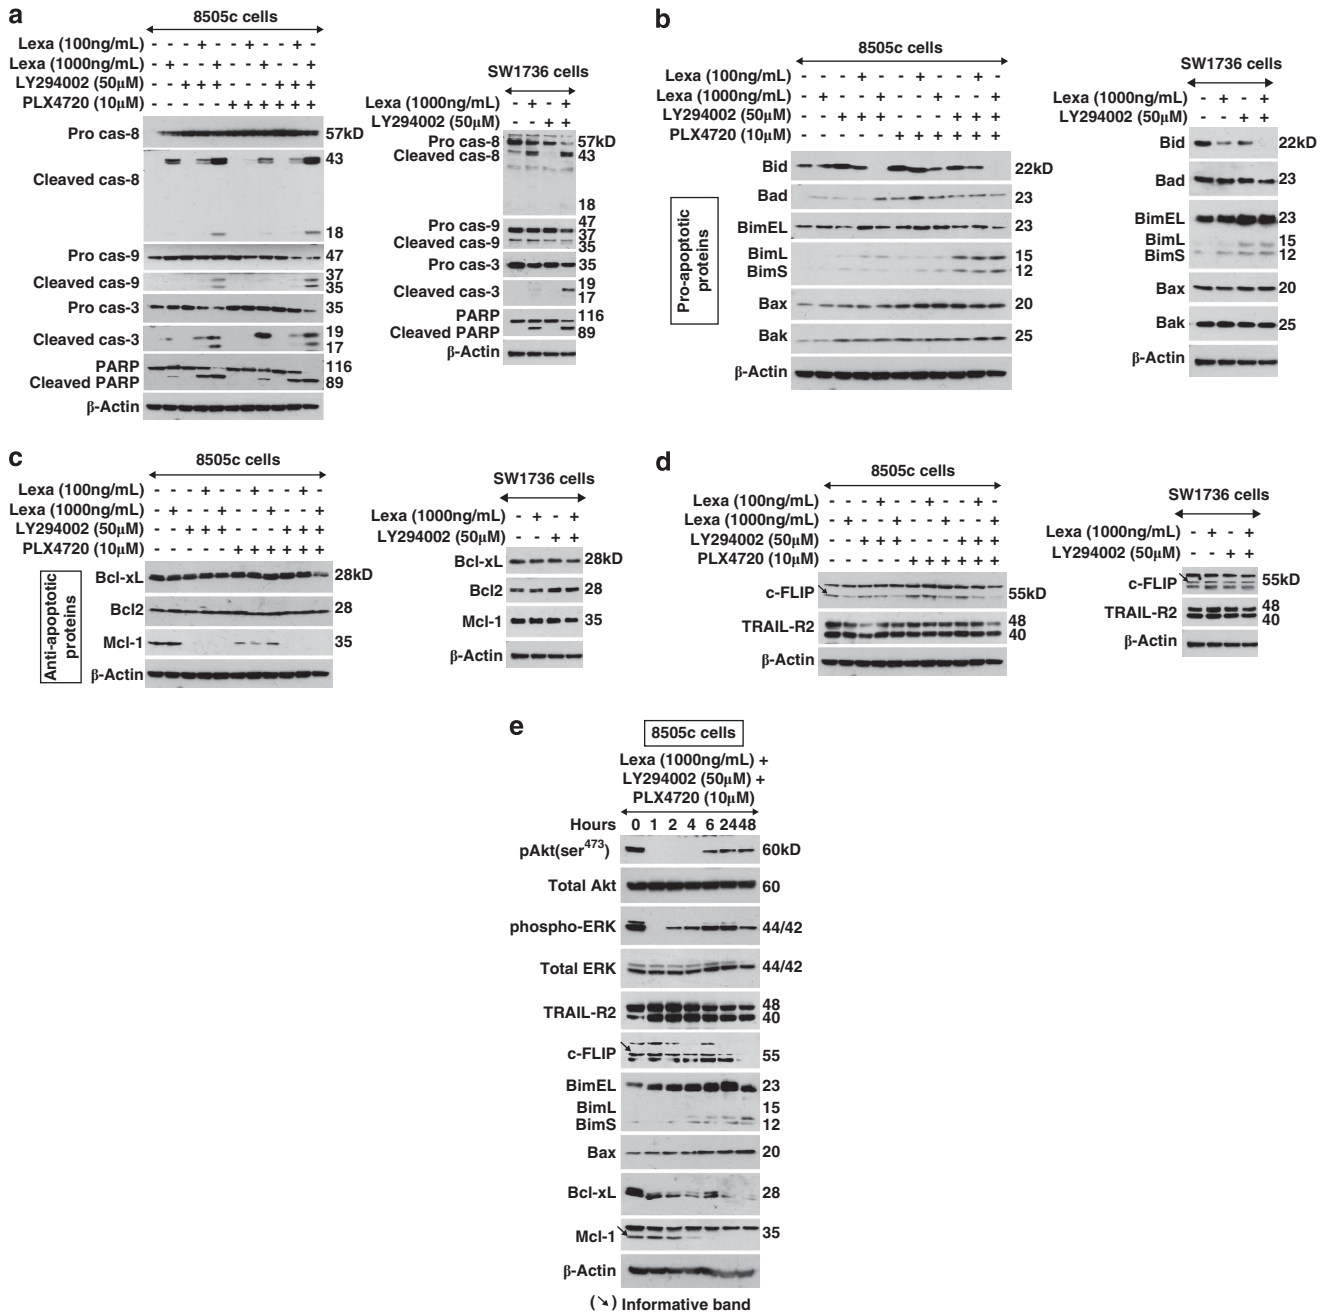 a
8505c cells
Lexa (100ng/mL) - - - + - - + - - + -
Lexa (1000ng/mL) - + - - + - - + - - +
LY294002 (50μM) - - + + + - - - + + +
PLX4720 (10μM) - - - - - + + + + + +
Pro cas-8 57kD
Cleaved cas-8 43
18
Pro cas-9 47
Cleaved cas-9 37
35
Pro cas-3 35
Cleaved cas-3 19
17
PARP 116
Cleaved PARP 89
β-Actin
SW1736 cells
Lexa (1000ng/mL) - + - +
LY294002 (50μM) - - + +
Pro cas-8 57kD
Cleaved cas-8 43
18
Pro cas-9 47
37
Cleaved cas-9 35
Pro cas-3 35
Cleaved cas-3 19
17
PARP 116
Cleaved PARP 89
β-Actin
b
8505c cells
Lexa (100ng/mL) - - - + - - + - - + -
Lexa (1000ng/mL) - + - - + - - + - - +
LY294002 (50μM) - - + + + - - - + + +
PLX4720 (10μM) - - - - - + + + + + +
Pro-apoptotic
proteins
Bid 22kD
Bad 23
BimEL 23
BimL 15
BimS 12
Bax 20
Bak 25
β-Actin
SW1736 cells
Lexa (1000ng/mL) - + - +
LY294002 (50μM) - - + +
Bid 22kD
Bad 23
BimEL 23
BimL 15
BimS 12
Bax 20
Bak 25
β-Actin
c
8505c cells
Lexa (100ng/mL) - - - + - - + - - + -
Lexa (1000ng/mL) - + - - + - - + - - +
LY294002 (50μM) - - + + + - - - + + +
PLX4720 (10μM) - - - - - + + + + + +
Anti-apoptotic
proteins
Bcl-xL 28kD
Bcl2 28
Mcl-1 35
β-Actin
SW1736 cells
Lexa (1000ng/mL) - + - +
LY294002 (50μM) - - + +
Bcl-xL 28kD
Bcl2 28
Mcl-1 35
β-Actin
d
8505c cells
Lexa (100ng/mL) - - - + - - + - - + -
Lexa (1000ng/mL) - + - - + - - + - - +
LY294002 (50μM) - - + + + - - - + + +
PLX4720 (10μM) - - - - - + + + + + +
c-FLIP 55kD
TRAIL-R2 48
40
β-Actin
SW1736 cells
Lexa (1000ng/mL) - + - +
LY294002 (50μM) - - + +
c-FLIP 55kD
TRAIL-R2 48
40
β-Actin
e
8505c cells
Lexa (1000ng/mL) +
LY294002 (50μM) +
PLX4720 (10μM)
Hours 0 1 2 4 6 24 48
pAkt(ser473) 60kD
Total Akt 60
phospho-ERK 44/42
Total ERK 44/42
TRAIL-R2 48
40
c-FLIP 55
BimEL 23
BimL 15
BimS 12
Bax 20
Bcl-xL 28
Mcl-1 35
β-Actin
(↘) Informative band